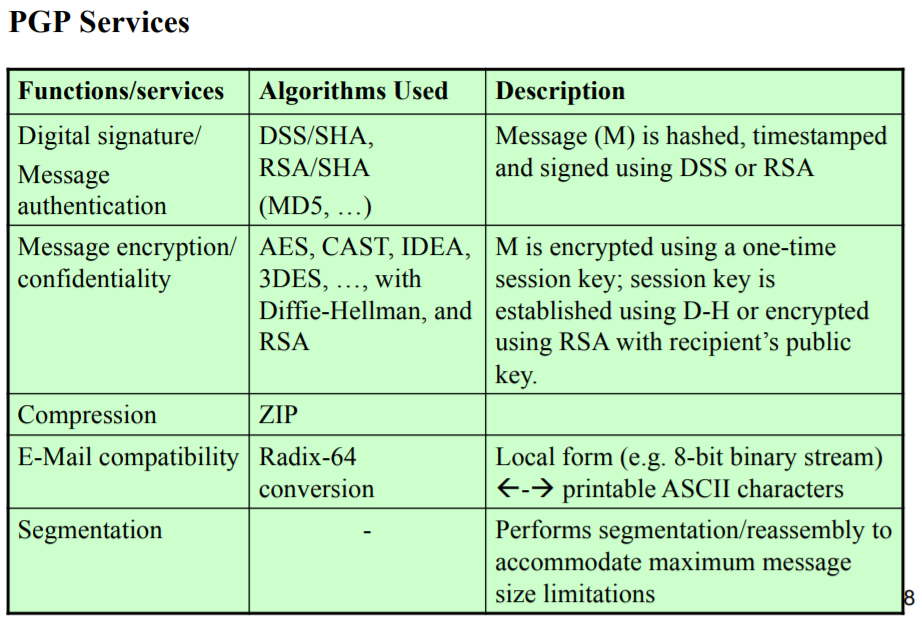 PGP Services
Functions/services
Algorithms Used
Description
Digital signature/
Message
authentication
DSS/SHA,
RSA/SHA
(MD5, …)
Message (M) is hashed, timestamped
and signed using DSS or RSA
Message encryption/
confidentiality
AES, CAST, IDEA,
3DES, …, with
Diffie-Hellman, and
RSA
M is encrypted using a one-time
session key; session key is
established using D-H or encrypted
using RSA with recipient’s public
key.
Compression
ZIP
E-Mail compatibility
Radix-64
conversion
Local form (e.g. 8-bit binary stream)
←-→ printable ASCII characters
Segmentation
-
Performs segmentation/reassembly to
accommodate maximum message
size limitations
8